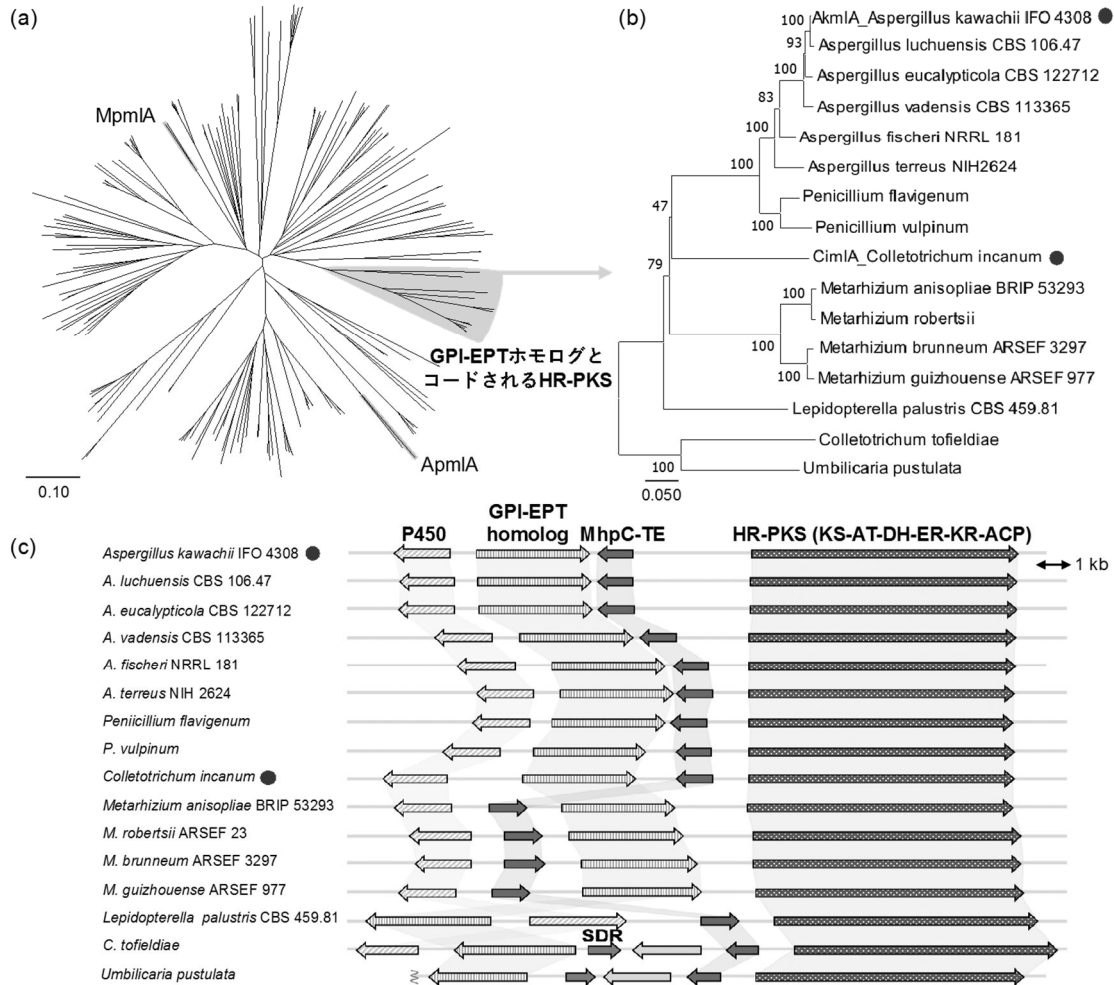 (a)
MpmlA
GPI-EPTホモログと
コードされるHR-PKS
ApmlA
0.10
(b)
100
AkmlA_Aspergillus kawachii IFO 4308
93
Aspergillus luchuensis CBS 106.47
100
Aspergillus eucalypticola CBS 122712
83
Aspergillus vadensis CBS 113365
100
Aspergillus fischeri NRRL 181
100
Aspergillus terreus NIH2624
Penicillium flavigenum
47
100
Penicillium vulpinum
79
CimlA_Colletotrichum incanum
100
Metarhizium anisopliae BRIP 53293
Metarhizium robertsii
100
Metarhizium brunneum ARSEF 3297
100
Metarhizium guizhouense ARSEF 977
Lepidopterella palustris CBS 459.81
Colletotrichum tofieldiae
100
Umbilicaria pustulata
0.050
(c)
P450
GPI-EPT
homolog
MhpC-TE
HR-PKS (KS-AT-DH-ER-KR-ACP)
1 kb
Aspergillus kawachii IFO 4308
A. luchuensis CBS 106.47
A. eucalypticola CBS 122712
A. vadensis CBS 113365
A. fischeri NRRL 181
A. terreus NIH 2624
Peniicillium flavigenum
P. vulpinum
Colletotrichum incanum
Metarhizium anisopliae BRIP 53293
M. robertsii ARSEF 23
M. brunneum ARSEF 3297
M. guizhouense ARSEF 977
Lepidopterella palustris CBS 459.81
SDR
C. tofieldiae
Umbilicaria pustulata